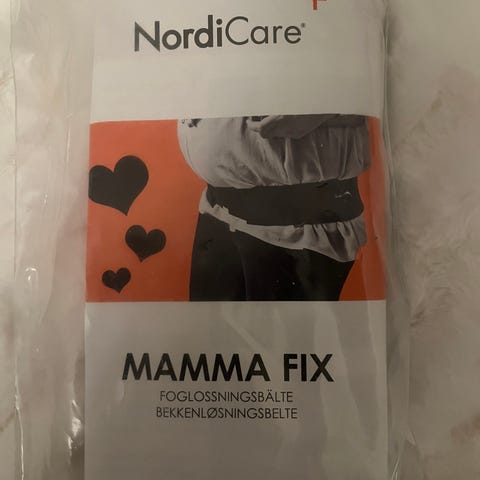 NordiCare®
MAMMA FIX
FOGLOSSNINGSBÄLTE
BEKKENLØSNINGSBELTE